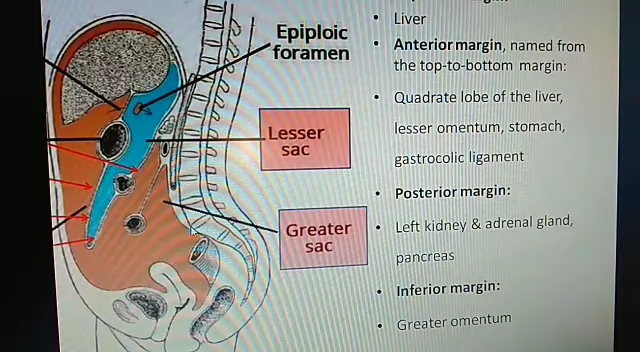 Epiploic
foramen
Lesser
sac
Greater
sac
• Liver
• Anterior margin, named from
the top-to-bottom margin:
• Quadrate lobe of the liver,
lesser omentum, stomach,
gastrocolic ligament
• Posterior margin:
• Left kidney & adrenal gland,
pancreas
• Inferior margin:
• Greater omentum